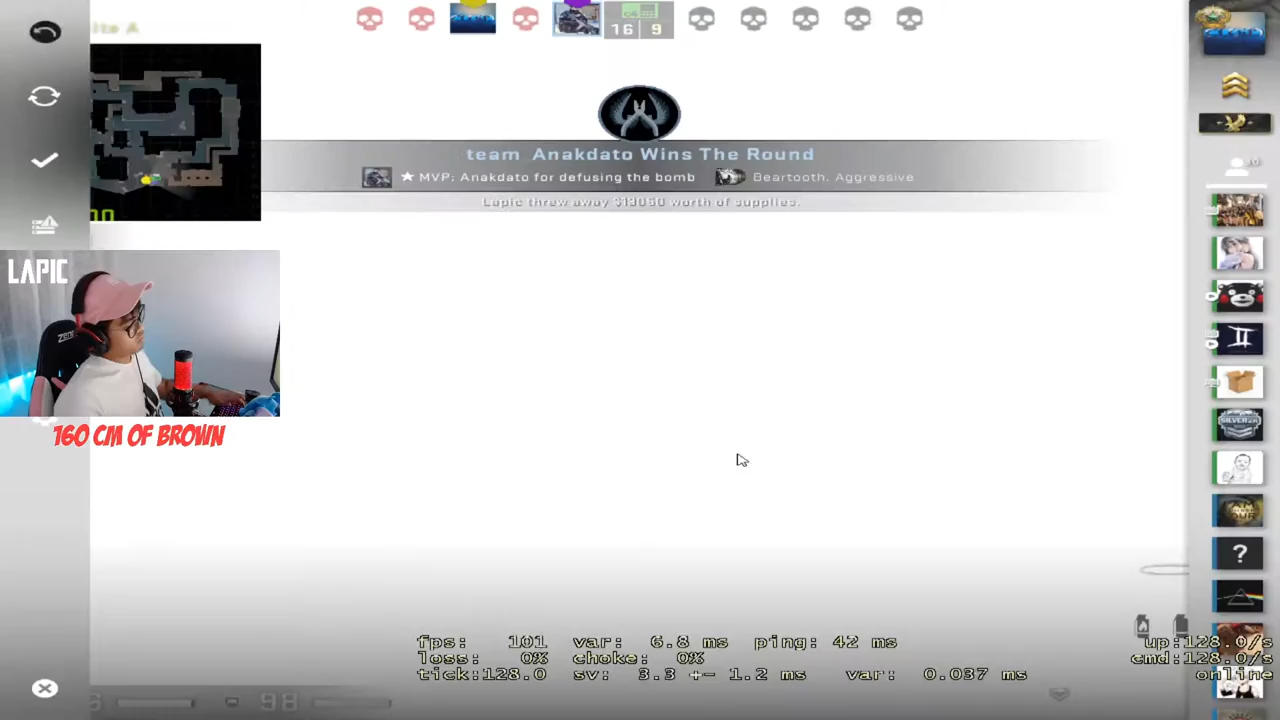 ite A
16 9
team Anakdato Wins The Round
★ MVP: Anakdato for defusing the bomb Beartooth, Aggressive
Lapic threw away $13050 worth of supplies.
LAPIC
160 CM OF BROWN
SILVER
?
fps: 101 var: 6.8 ms ping: 42 ms
loss: 0% choke: 0%
tick:128.0 sv: 3.3 +- 1.2 ms var: 0.037 ms
up:128.0/s
cmd:128.0/s
online
98